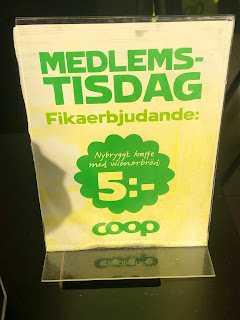 MEDLEMS-
TISDAG
Fikaerbjudande:
Nybryggt kaffe
med wienerbröd
5:-
coop